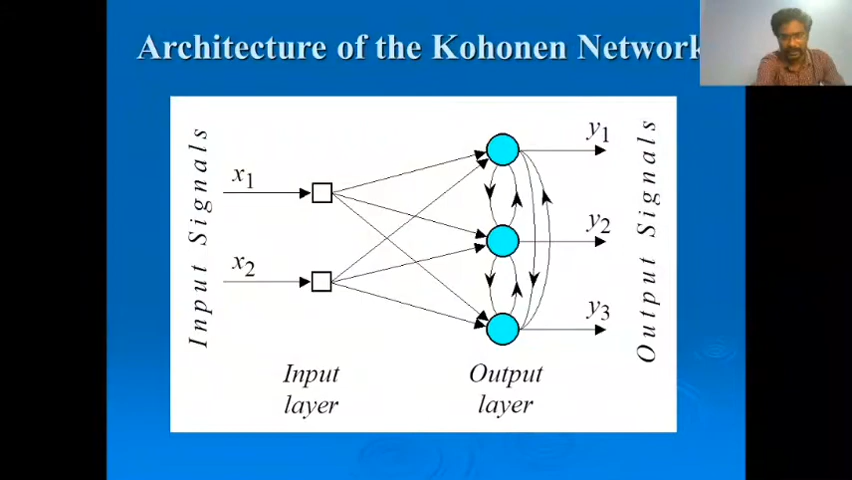 Architecture of the Kohonen Network
Input Signals
x1
x2
Input
layer
Output
layer
y1
y2
y3
Output Signals